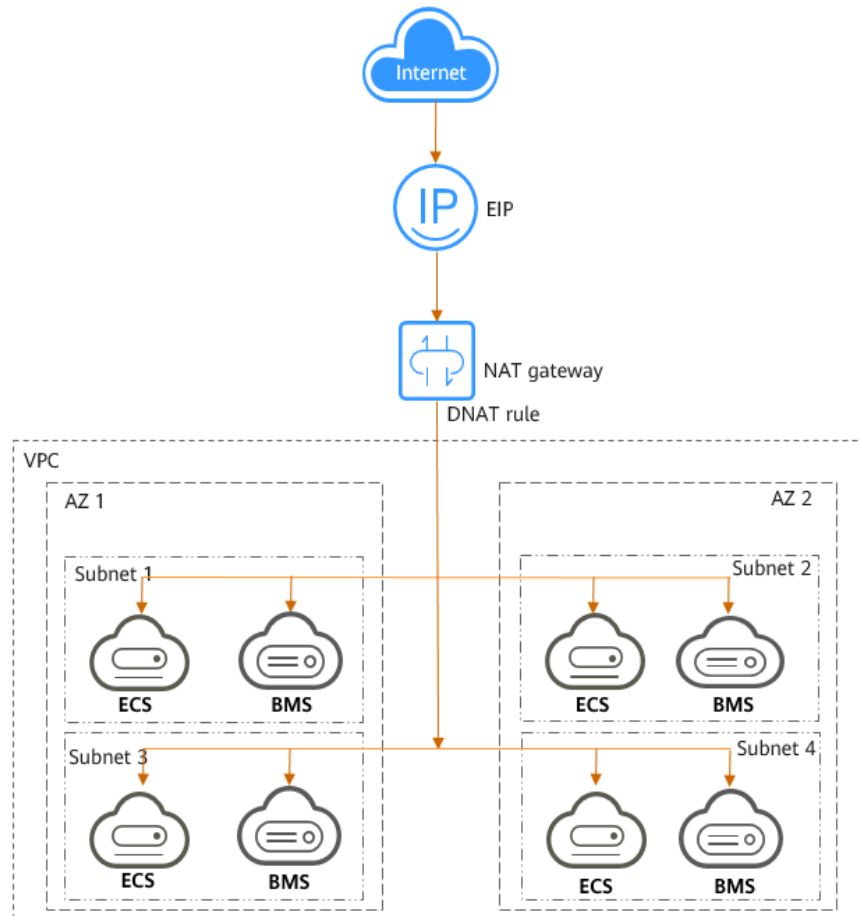 Internet
IP
EIP
NAT gateway
DNAT rule
VPC
AZ 1
AZ 2
Subnet 1
Subnet 2
ECS
BMS
ECS
BMS
Subnet 3
Subnet 4
ECS
BMS
ECS
BMS